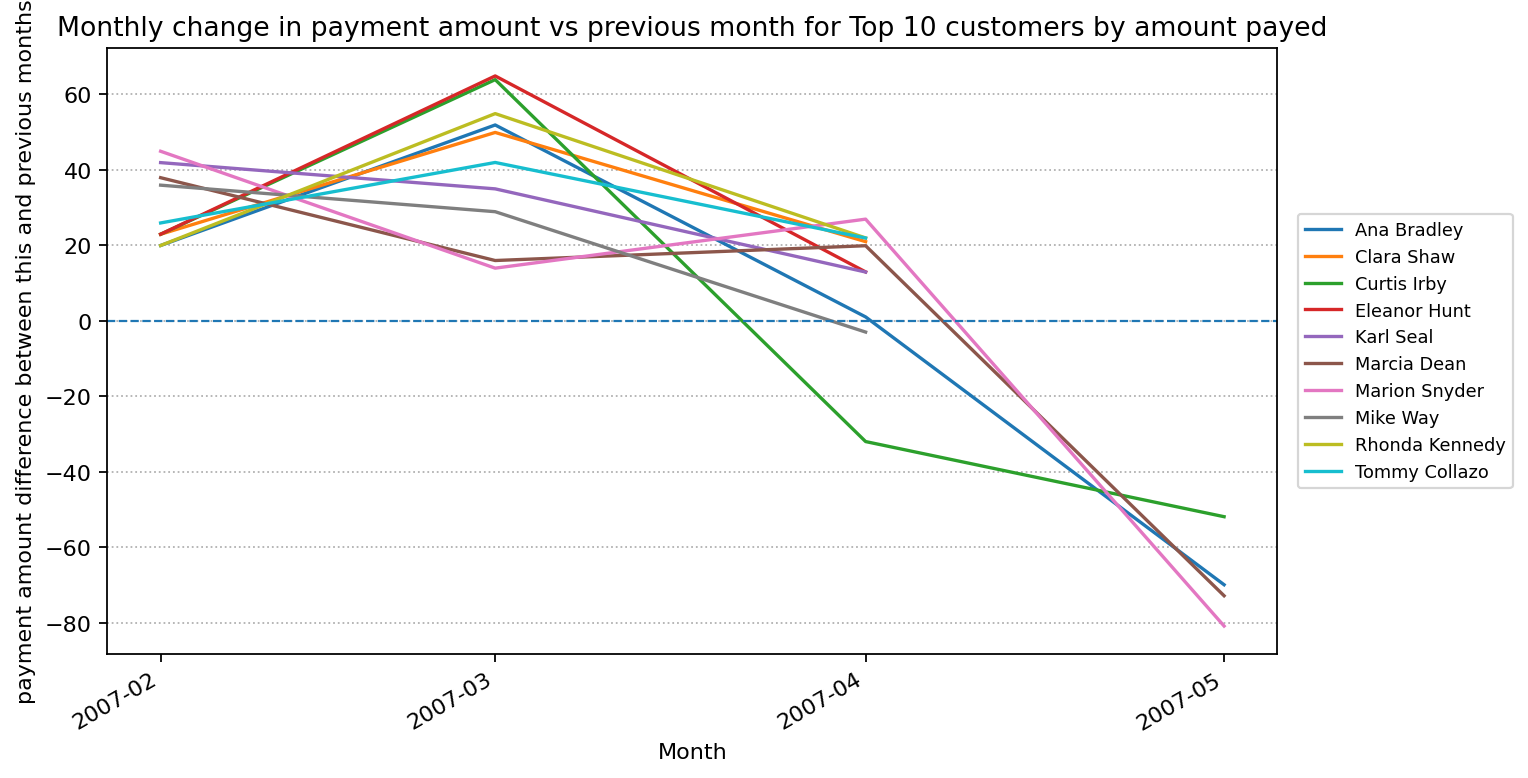 Monthly change in payment amount vs previous month for Top 10 customers by amount payed
payment amount difference between this and previous months
60
40
20
0
−20
−40
−60
−80
2007-02
2007-03
2007-04
2007-05
Month
Ana Bradley
Clara Shaw
Curtis Irby
Eleanor Hunt
Karl Seal
Marcia Dean
Marion Snyder
Mike Way
Rhonda Kennedy
Tommy Collazo